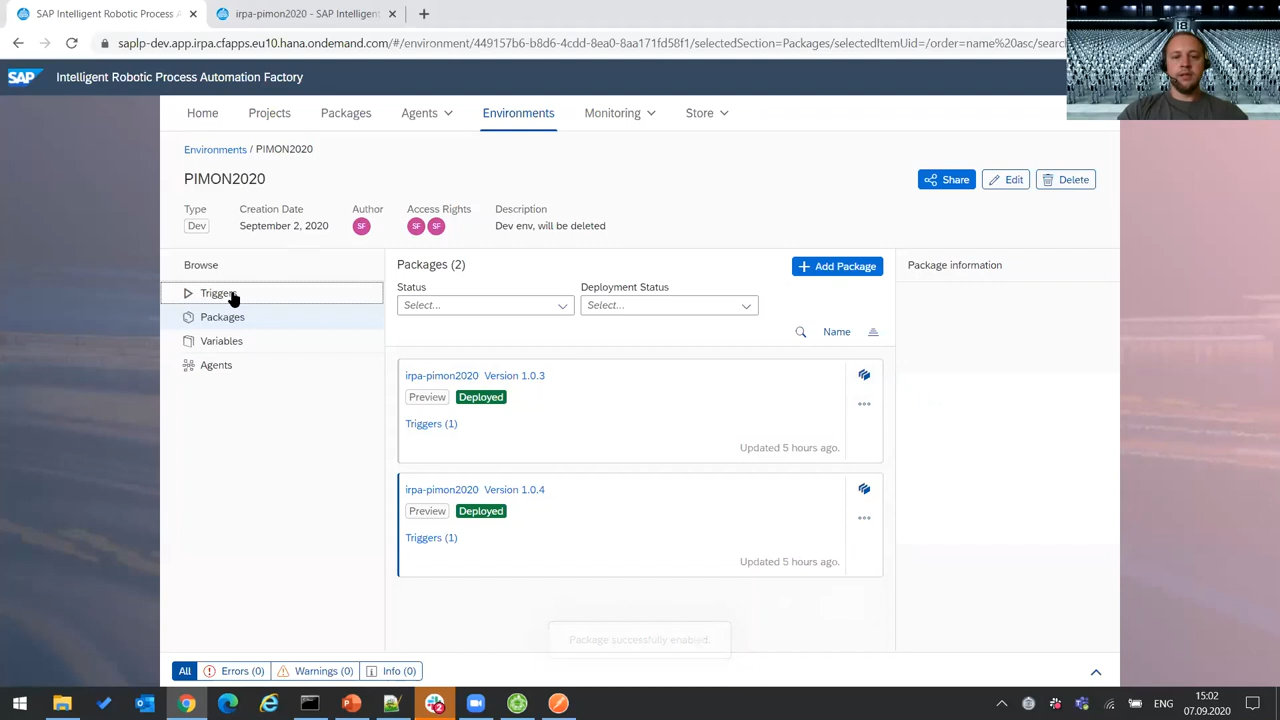 SAP Intelligent Robotic Process A
irpa-pimon2020 - SAP Intelligent
saplp-dev.irpa.cfapps.eu10.hana.ondemand.com/#/environment/449157b6-b8d6-4cdd-8ea0-8aa171fd58f1/selectedSection=Packages/selectedItemUid=/order=name%20asc/searc
SAP Intelligent Robotic Process Automation Factory
Home Projects Packages Agents Environments Monitoring Store
Environments / PIMON2020
PIMON2020
Share Edit Delete
Type Creation Date Author Access Rights Description
Dev September 2, 2020 SF SF SF Dev env, will be deleted
Browse
Triggers
Packages
Variables
Agents
Packages (2)
Add Package
Status Deployment Status
Select... Select...
Name
irpa-pimon2020 Version 1.0.3
Preview Deployed
Triggers (1)
Updated 5 hours ago.
irpa-pimon2020 Version 1.0.4
Preview Deployed
Triggers (1)
Updated 5 hours ago.
Package information
Package successfully enabled.
All Errors (0) Warnings (0) Info (0)
ENG
15:02
07.09.2020